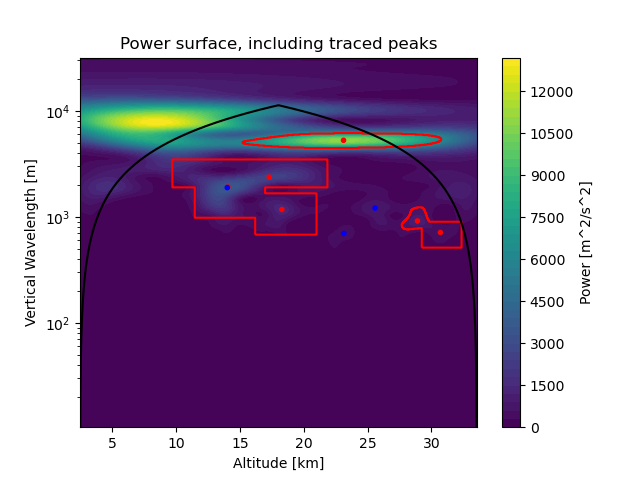 Power surface, including traced peaks
Vertical Wavelength [m]
10^4
10^3
10^2
5 10 15 20 25 30
Altitude [km]
12000
10500
9000
7500
6000
4500
3000
1500
0
Power [m^2/s^2]